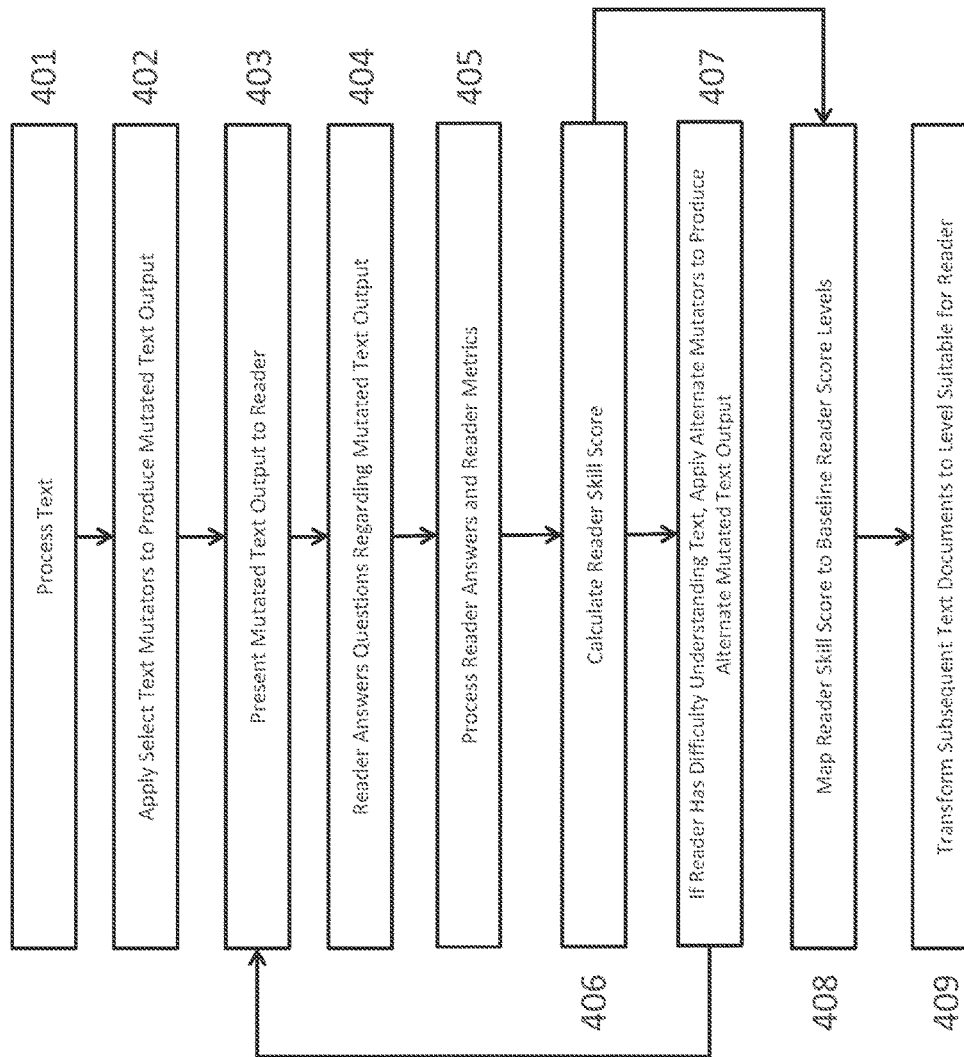 401
Process Text
402
Apply Select Text Mutators to Produce Mutated Text Output
403
Present Mutated Text Output to Reader
404
Reader Answers Questions Regarding Mutated Text Output
405
Process Reader Answers and Reader Metrics
406
Calculate Reader Skill Score
407
If Reader Has Difficulty Understanding Text, Apply Alternate Mutators to Produce
Alternate Mutated Text Output
408
Map Reader Skill Score to Baseline Reader Score Levels
409
Transform Subsequent Text Documents to Level Suitable for Reader